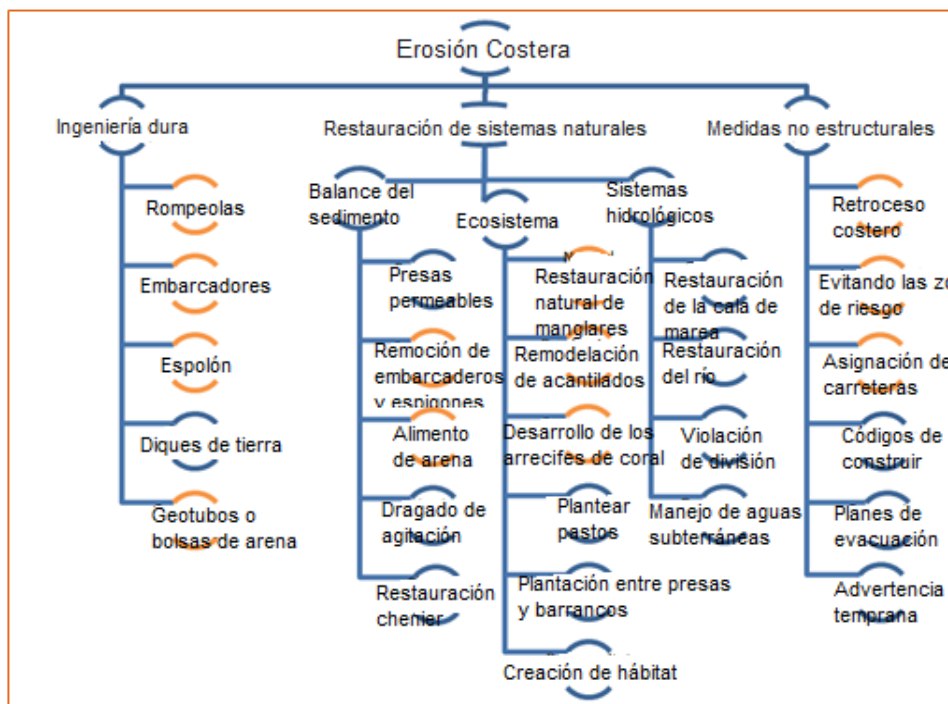 Erosión Costera
Ingeniería dura
Rompeolas
Embarcadores
Espolón
Diques de tierra
Geotubos o
bolsas de arena
Restauración de sistemas naturales
Balance del
sedimento
Presas
permeables
Remoción de
embarcaderos
y espigones
Alimento
de arena
Dragado de
agitación
Restauración
chenier
Ecosistema
Restauración
natural de
manglares
Remodelación
de acantilados
Desarrollo de los
arrecifes de coral
Plantear
pastos
Plantación entre presas
y barrancos
Creación de hábitat
Sistemas
hidrológicos
Restauración
de la cala de
marea
Restauración
del río
Violación
de división
Manejo de aguas
subterráneas
Medidas no estructurales
Retroceso
costero
Evitando las
de riesgo
Asignación de
carreteras
Códigos de
construir
Planes de
evacuación
Advertencia
temprana